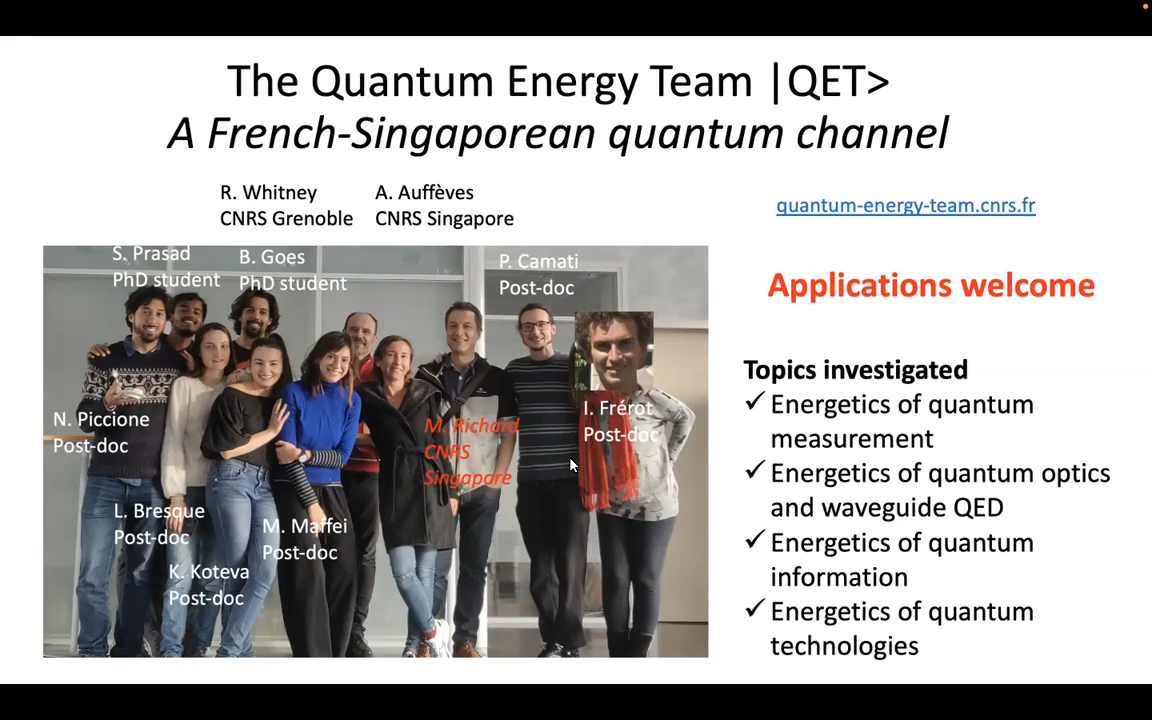 The Quantum Energy Team |QET>
A French-Singaporean quantum channel
R. Whitney
CNRS Grenoble
A. Auffèves
CNRS Singapore
quantum-energy-team.cnrs.fr
S. Prasad
PhD student
B. Goes
PhD student
P. Camati
Post-doc
N. Piccione
Post-doc
M. Richard
CNRS
Singapore
I. Frérot
Post-doc
L. Bresque
Post-doc
M. Maffei
Post-doc
K. Koteva
Post-doc
Applications welcome
Topics investigated
✓ Energetics of quantum
measurement
✓ Energetics of quantum optics
and waveguide QED
✓ Energetics of quantum
information
✓ Energetics of quantum
technologies